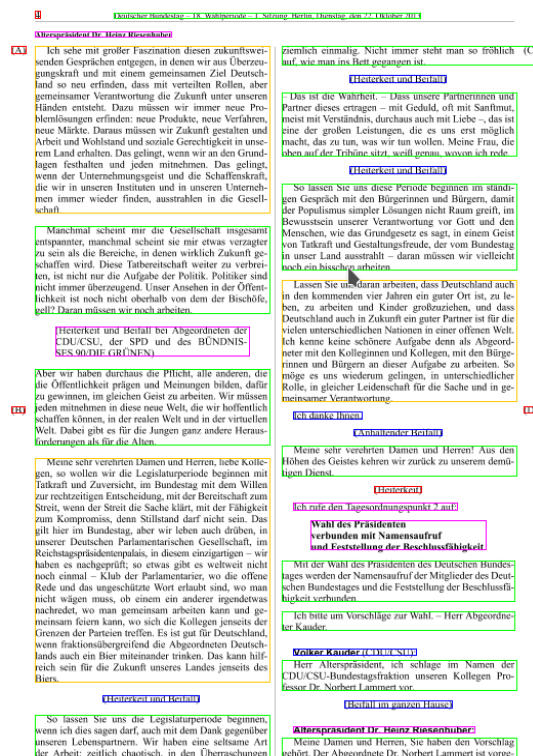 4
Deutscher Bundestag – 18. Wahlperiode – 1. Sitzung. Berlin, Dienstag, den 22. Oktober 2013
Alterspräsident Dr. Heinz Riesenhuber
(A)
Ich sehe mit großer Faszination diesen zukunftswei-
senden Gesprächen entgegen, in denen wir aus Überzeu-
gungskraft und mit einem gemeinsamen Ziel Deutsch-
land so neu erfinden, dass mit verteilten Rollen, aber
gemeinsamer Verantwortung die Zukunft unter unseren
Händen entsteht. Dazu müssen wir immer neue Pro-
blemlösungen erfinden: neue Produkte, neue Verfahren,
neue Märkte. Daraus müssen wir Zukunft gestalten und
Arbeit und Wohlstand und soziale Gerechtigkeit in unse-
rem Land erhalten. Das gelingt, wenn wir an den Grund-
lagen festhalten und jeden mitnehmen. Das gelingt,
wenn der Unternehmungsgeist und die Schaffenskraft,
die wir in unseren Instituten und in unseren Unterneh-
men immer wieder finden, ausstrahlen in die Gesell-
schaft.
Manchmal scheint mir die Gesellschaft insgesamt
entspannter, manchmal scheint sie mir etwas verzagter
zu sein als die Bereiche, in denen wirklich Zukunft ge-
schaffen wird. Diese Tatbereitschaft weiter zu verbrei-
ten, ist nicht nur die Aufgabe der Politik. Politiker sind
nicht immer überzeugend. Unser Ansehen in der Öffent-
lichkeit ist noch nicht oberhalb von dem der Bischöfe,
gell? Daran müssen wir noch arbeiten.
(Heiterkeit und Beifall bei Abgeordneten der
CDU/CSU, der SPD und des BÜNDNIS-
SES 90/DIE GRÜNEN)
Aber wir haben durchaus die Pflicht, alle anderen, die
die Öffentlichkeit prägen und Meinungen bilden, dafür
zu gewinnen, im gleichen Geist zu arbeiten. Wir müssen
(B)
jeden mitnehmen in diese neue Welt, die wir hoffentlich
schaffen können, in der realen Welt und in der virtuellen
Welt. Dabei gibt es für die Jungen ganz andere Heraus-
forderungen als für die Alten.
Meine sehr verehrten Damen und Herren, liebe Kolle-
gen, so wollen wir die Legislaturperiode beginnen mit
Tatkraft und Zuversicht, im Bundestag mit dem Willen
zur rechtzeitigen Entscheidung, mit der Bereitschaft zum
Streit, wenn der Streit die Sache klärt, mit der Fähigkeit
zum Kompromiss, denn Stillstand darf nicht sein. Das
gilt hier im Bundestag, aber wir leben auch drüben, in
unserer Deutschen Parlamentarischen Gesellschaft, im
Reichstagspräsidentenpalais, in diesem einzigartigen – wir
haben es nachgeprüft; so etwas gibt es weltweit nicht
noch einmal – Klub der Parlamentarier, wo die offene
Rede und das ungeschützte Wort erlaubt sind, wo man
nicht wägen muss, ob einem ein anderer irgendetwas
nachredet, wo man gemeinsam arbeiten kann und ge-
meinsam feiern kann, wo sich die Kollegen jenseits der
Grenzen der Parteien treffen. Es ist gut für Deutschland,
wenn fraktionsübergreifend die Abgeordneten Deutsch-
lands auch ein Bier miteinander trinken. Das kann hilf-
reich sein für die Zukunft unseres Landes jenseits des
Biers.
(Heiterkeit und Beifall)
So lassen Sie uns die Legislaturperiode beginnen,
wenn ich dies sagen darf, auch mit dem Dank gegenüber
unseren Lebenspartnern. Wir haben eine seltsame Art
der Arbeit: zeitlich chaotisch, in den Überraschungen
ziemlich einmalig. Nicht immer steht man so fröhlich
auf, wie man ins Bett gegangen ist.
(Heiterkeit und Beifall)
Das ist die Wahrheit. – Dass unsere Partnerinnen und
Partner dieses ertragen – mit Geduld, oft mit Sanftmut,
meist mit Verständnis, durchaus auch mit Liebe –, das ist
eine der großen Leistungen, die es uns erst möglich
macht, das zu tun, was wir tun wollen. Meine Frau, die
oben auf der Tribüne sitzt, weiß genau, wovon ich rede.
(Heiterkeit und Beifall)
So lassen Sie uns diese Periode beginnen im ständi-
gen Gespräch mit den Bürgerinnen und Bürgern, damit
der Populismus simpler Lösungen nicht Raum greift, im
Bewusstsein unserer Verantwortung vor Gott und den
Menschen, wie das Grundgesetz es sagt, in einem Geist
von Tatkraft und Gestaltungsfreude, der vom Bundestag
in unser Land ausstrahlt – daran müssen wir vielleicht
noch ein bisschen arbeiten.
Lassen Sie uns daran arbeiten, dass Deutschland auch
in den kommenden vier Jahren ein guter Ort ist, zu le-
ben, zu arbeiten und Kinder großzuziehen, und dass
Deutschland auch in Zukunft ein guter Partner ist für die
vielen unterschiedlichen Nationen in einer offenen Welt.
Ich kenne keine schönere Aufgabe denn als Abgeord-
neter mit den Kolleginnen und Kollegen, mit den Bürge-
rinnen und Bürgern an dieser Aufgabe zu arbeiten. So
möge es uns wiederum gelingen, in unterschiedlicher
Rolle, in gleicher Leidenschaft für die Sache und in ge-
meinsamer Verantwortung.
Ich danke Ihnen.
(Anhaltender Beifall)
Meine sehr verehrten Damen und Herren! Aus den
Höhen des Geistes kehren wir zurück zu unserem demü-
tigen Dienst.
(Heiterkeit)
Ich rufe den Tagesordnungspunkt 2 auf:
Wahl des Präsidenten
verbunden mit Namensaufruf
und Feststellung der Beschlussfähigkeit
Mit der Wahl des Präsidenten des Deutschen Bundes-
tages werden der Namensaufruf der Mitglieder des Deut-
schen Bundestages und die Feststellung der Beschlussfä-
higkeit verbunden.
Ich bitte um Vorschläge zur Wahl. – Herr Abgeordne-
ter Kauder.
Volker Kauder (CDU/CSU):
Herr Alterspräsident, ich schlage im Namen der
CDU/CSU-Bundestagsfraktion unseren Kollegen Pro-
fessor Dr. Norbert Lammert vor.
(Beifall im ganzen Hause)
Alterspräsident Dr. Heinz Riesenhuber:
Meine Damen und Herren, Sie haben den Vorschlag
gehört. Der Abgeordnete Dr. Norbert Lammert ist vorge-